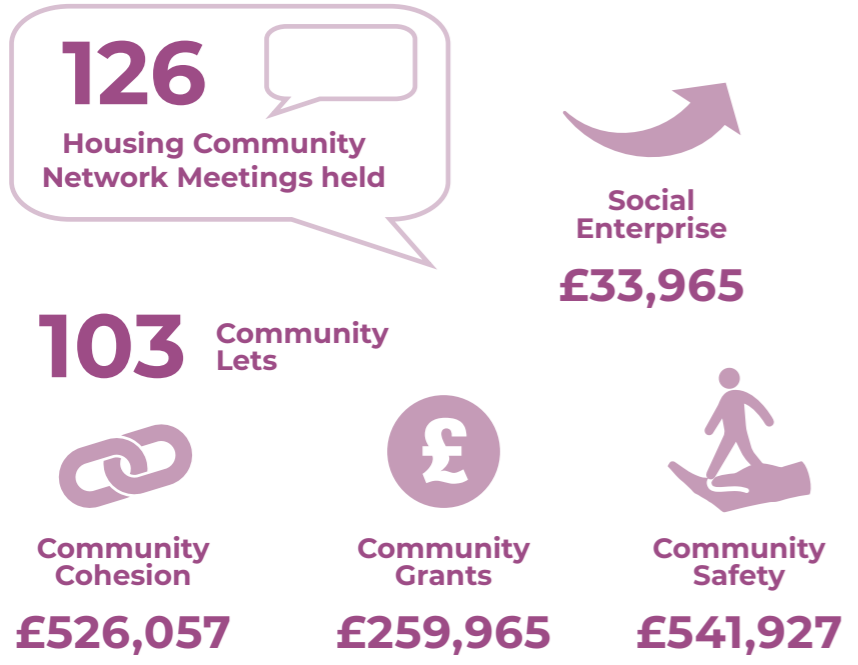 126
Housing Community
Network Meetings held
Social
Enterprise
£33,965
103
Community
Lets
£
Community
Cohesion
£526,057
Community
Grants
£259,965
Community
Safety
£541,927